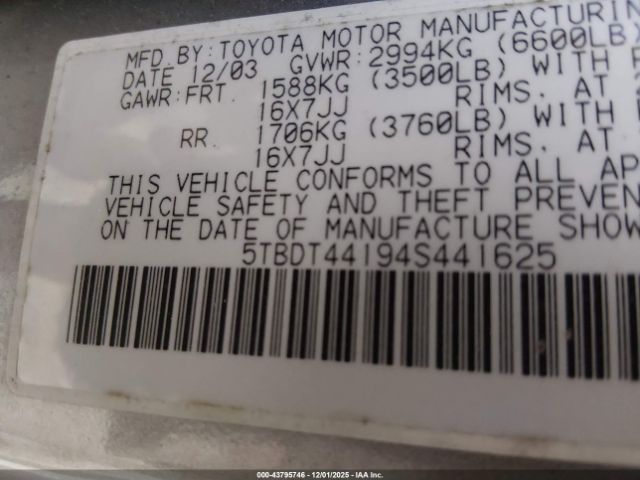 MFD.BY:TOYOTA MOTOR MANUFACTURIN
DATE 12/03 GVWR:2994KG (6600LB)
GAWR:FRT. 1588KG (3500LB) WITH P
16X7JJ RIMS. AT
RR. 1706KG (3760LB) WITH
16X7JJ RIMS. AT
THIS VEHICLE CONFORMS TO ALL AP
VEHICLE SAFETY AND THEFT PREVEN
ON THE DATE OF MANUFACTURE SHOW
5TBDT44194S441625
000-43795746 | 12/01/2025 | IAA Inc.